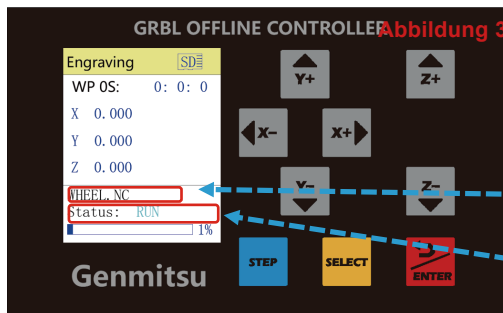 GRBL OFFLINE CONTROLLER
Abbildung 3
Engraving SD
WP 0S: 0: 0: 0
X 0.000
Y 0.000
Z 0.000
WHEEL.NC
Status: RUN
1%
Y+
Z+
X-
X+
Y-
Z-
STEP
SELECT
ENTER
Genmitsu